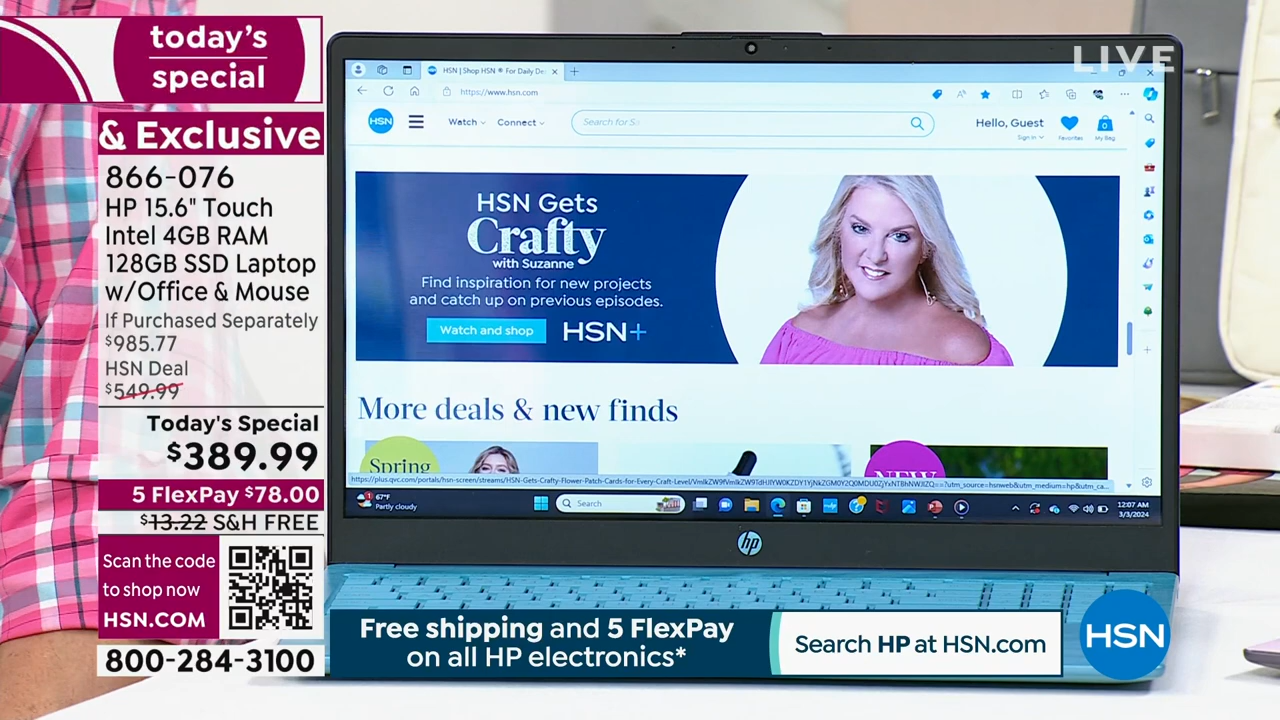 today's
special
& Exclusive
866-076
HP 15.6" Touch
Intel 4GB RAM
128GB SSD Laptop
w/Office & Mouse
If Purchased Separately
$985.77
HSN Deal
$549.99
Today's Special
$389.99
5 FlexPay $78.00
$13.22 S&H FREE
Scan the code
to shop now
HSN.COM
800-284-3100
LIVE
HSN | Shop HSN ® For Daily De
https://www.hsn.com
HSN
Watch
Connect
Search for S
Hello, Guest
Sign In
Favorites
0
My Bag
HSN Gets
Crafty
with Suzanne
Find inspiration for new projects
and catch up on previous episodes.
Watch and shop
HSN+
More deals & new finds
Spring
NEW
67°F
Partly cloudy
1
Search
12:07 AM
3/3/2024
hp
Free shipping and 5 FlexPay
on all HP electronics*
Search HP at HSN.com
HSN